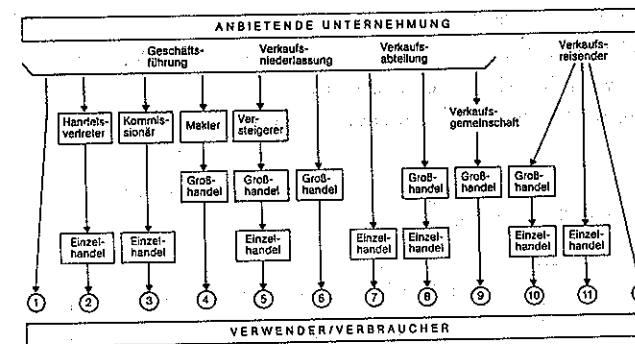 ANBIETENDE UNTERNEHMUNG
Geschäfts-
führung
Verkaufs-
niederlassung
Verkaufs-
abteilung
Verkaufs-
reisender
Handels-
vertreter
Kommis-
sionär
Makler
Ver-
steigerer
Verkaufs-
gemeinschaft
Groß-
handel
Groß-
handel
Groß-
handel
Groß-
handel
Groß-
handel
Groß-
handel
Einzel-
handel
Einzel-
handel
Einzel-
handel
Einzel-
handel
Einzel-
handel
Einzel-
handel
Einzel-
handel
1 2 3 4 5 6 7 8 9 10 11
VERWENDER/VERBRAUCHER